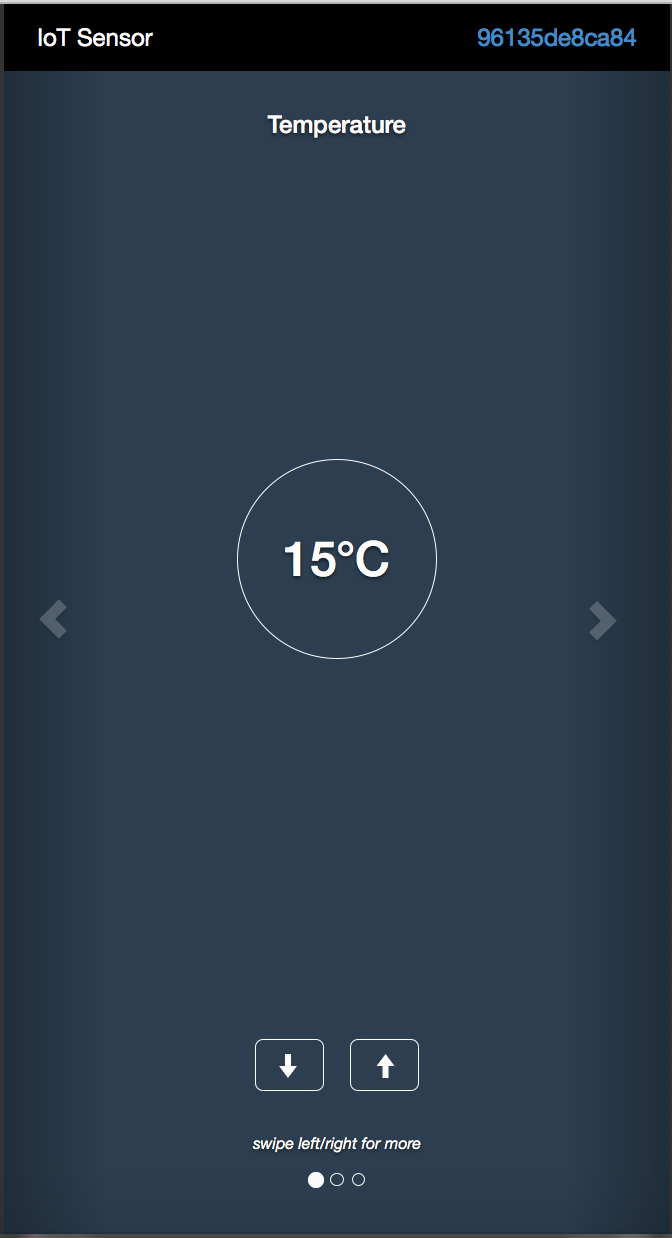 IoT Sensor 96135de8ca84
Temperature
15°C
swipe left/right for more